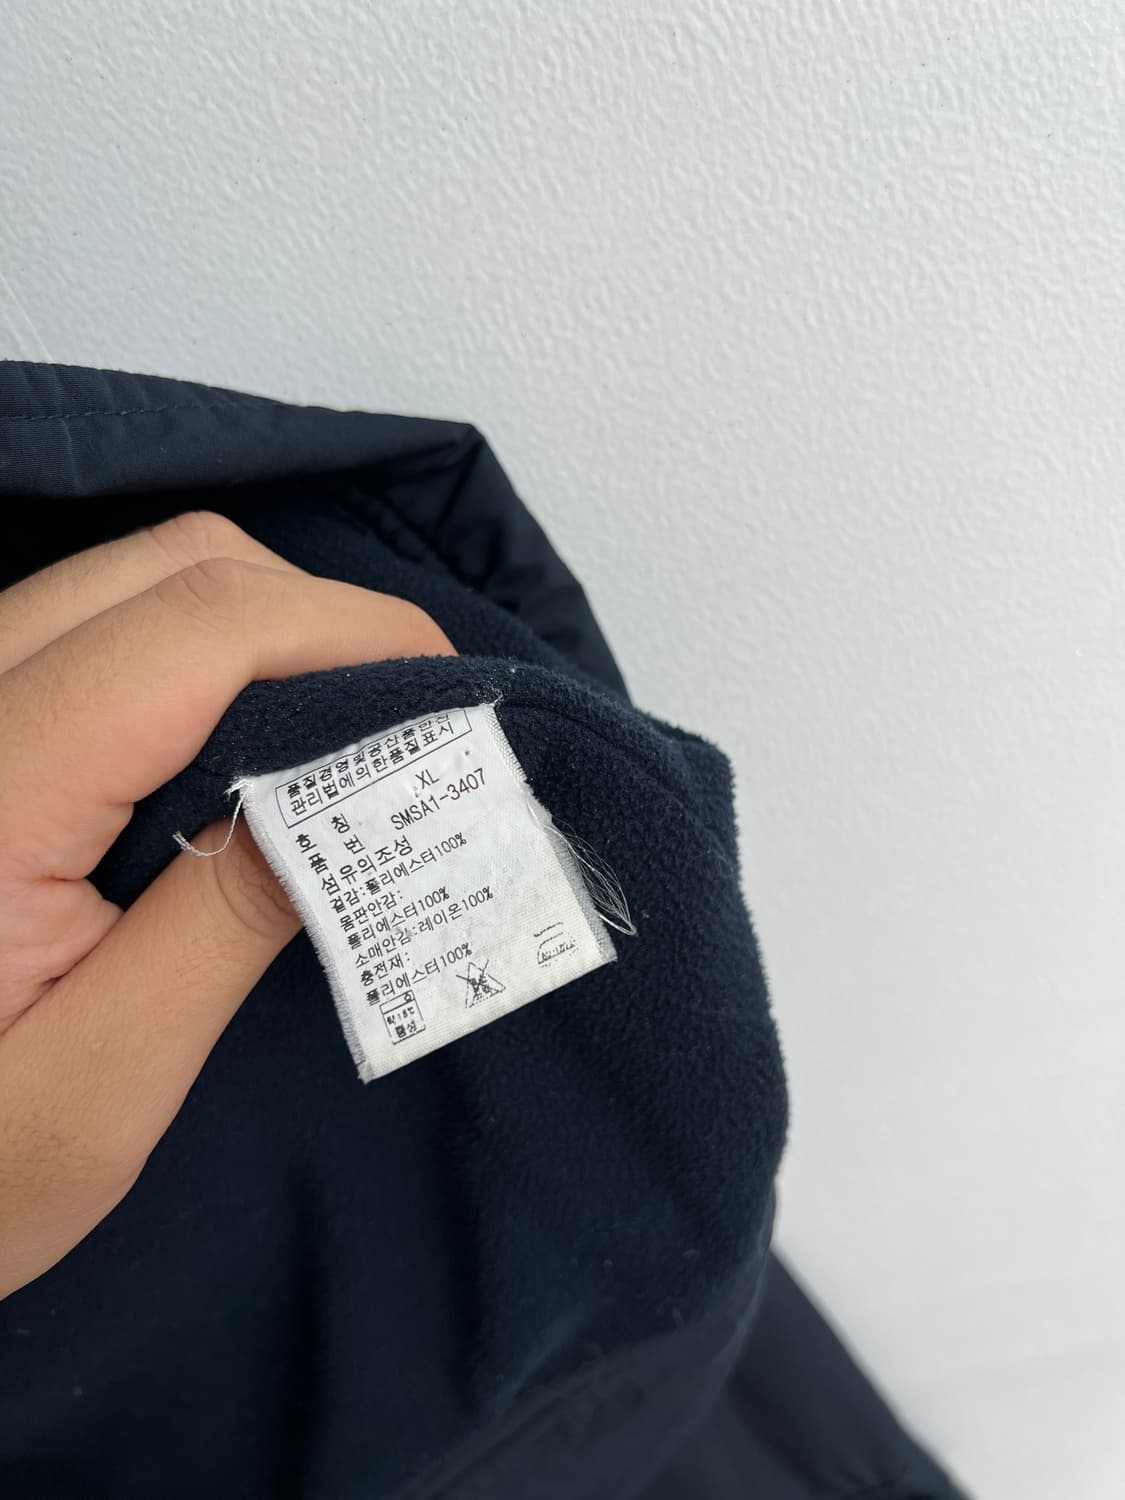 품질경영및공산품안전
관리법에의한품질표시
호 칭 XL
품 번 SMSA1-3407
섬유의조성
겉감:폴리에스터100%
몸판안감:
폴리에스터100%
소매안감:레이온100%
충전재:
폴리에스터100%
중성